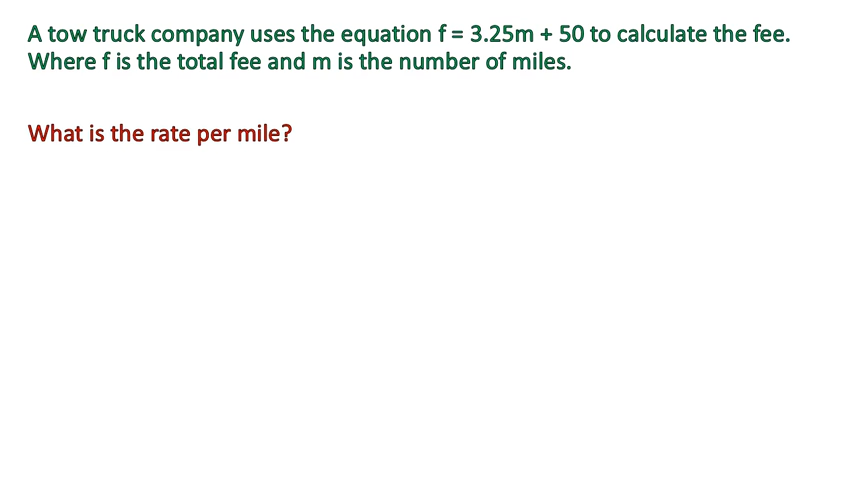 A tow truck company uses the equation f = 3.25m + 50 to calculate the fee.
Where f is the total fee and m is the number of miles.
What is the rate per mile?